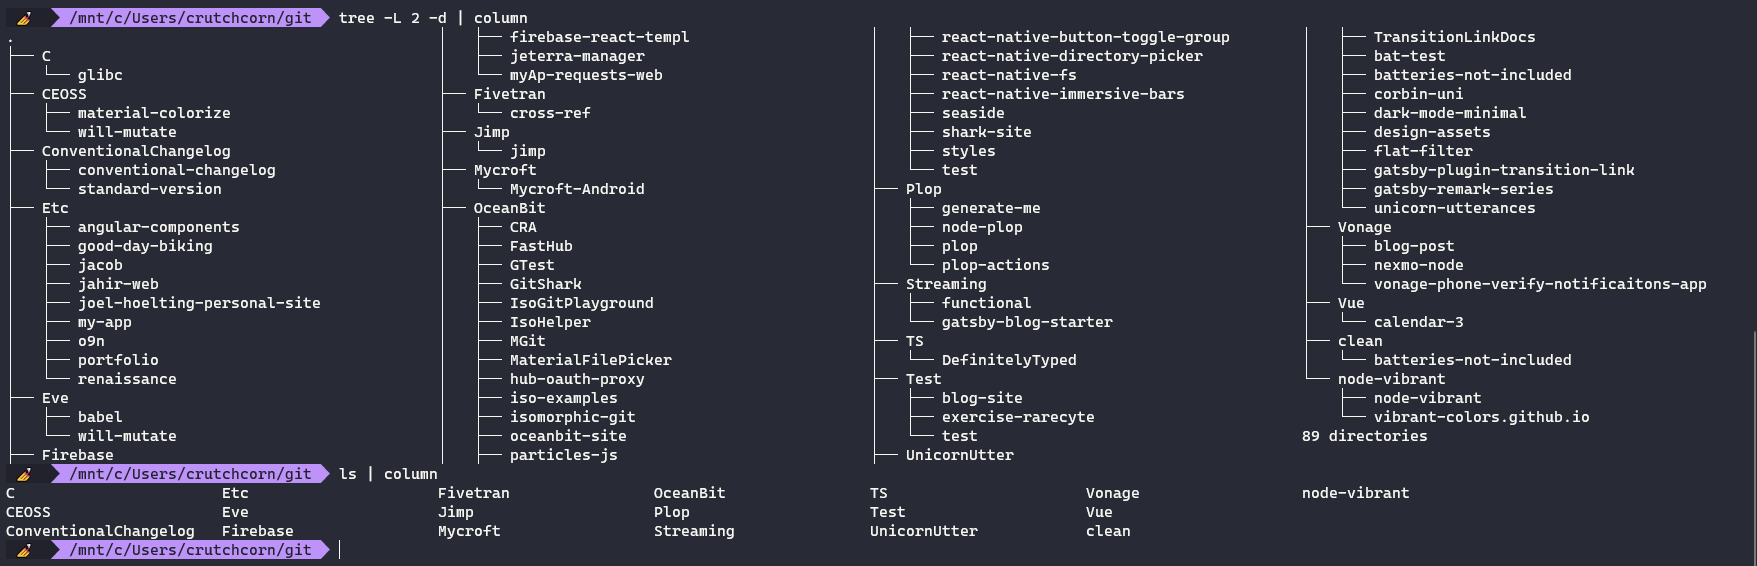 /mnt/c/Users/crutchcorn/git tree -L 2 -d | column
.
├── C
│   └── glibc
├── CEOSS
│   ├── material-colorize
│   └── will-mutate
├── ConventionalChangelog
│   ├── conventional-changelog
│   └── standard-version
├── Etc
│   ├── angular-components
│   ├── good-day-biking
│   ├── jacob
│   ├── jahir-web
│   ├── joel-hoelting-personal-site
│   ├── my-app
│   ├── o9n
│   ├── portfolio
│   └── renaissance
├── Eve
│   ├── babel
│   └── will-mutate
├── Firebase
│   ├── firebase-react-templ
│   ├── jeterra-manager
│   └── myAp-requests-web
├── Fivetran
│   └── cross-ref
├── Jimp
│   └── jimp
├── Mycroft
│   └── Mycroft-Android
├── OceanBit
│   ├── CRA
│   ├── FastHub
│   ├── GTest
│   ├── GitShark
│   ├── IsoGitPlayground
│   ├── IsoHelper
│   ├── MGit
│   ├── MaterialFilePicker
│   ├── hub-oauth-proxy
│   ├── iso-examples
│   ├── isomorphic-git
│   ├── oceanbit-site
│   ├── particles-js
│   ├── react-native-button-toggle-group
│   ├── react-native-directory-picker
│   ├── react-native-fs
│   ├── react-native-immersive-bars
│   ├── seaside
│   ├── shark-site
│   ├── styles
│   └── test
├── Plop
│   ├── generate-me
│   ├── node-plop
│   ├── plop
│   └── plop-actions
├── Streaming
│   ├── functional
│   └── gatsby-blog-starter
├── TS
│   └── DefinitelyTyped
├── Test
│   ├── blog-site
│   ├── exercise-rarecyte
│   └── test
├── UnicornUtter
│   ├── TransitionLinkDocs
│   ├── bat-test
│   ├── batteries-not-included
│   ├── corbin-uni
│   ├── dark-mode-minimal
│   ├── design-assets
│   ├── flat-filter
│   ├── gatsby-plugin-transition-link
│   ├── gatsby-remark-series
│   └── unicorn-utterances
├── Vonage
│   ├── blog-post
│   ├── nexmo-node
│   └── vonage-phone-verify-notificaitons-app
├── Vue
│   └── calendar-3
├── clean
│   └── batteries-not-included
└── node-vibrant
    ├── node-vibrant
    └── vibrant-colors.github.io
89 directories
/mnt/c/Users/crutchcorn/git ls | column
C Etc Fivetran OceanBit TS Vonage node-vibrant
CEOSS Eve Jimp Plop Test Vue
ConventionalChangelog Firebase Mycroft Streaming UnicornUtter clean
/mnt/c/Users/crutchcorn/git